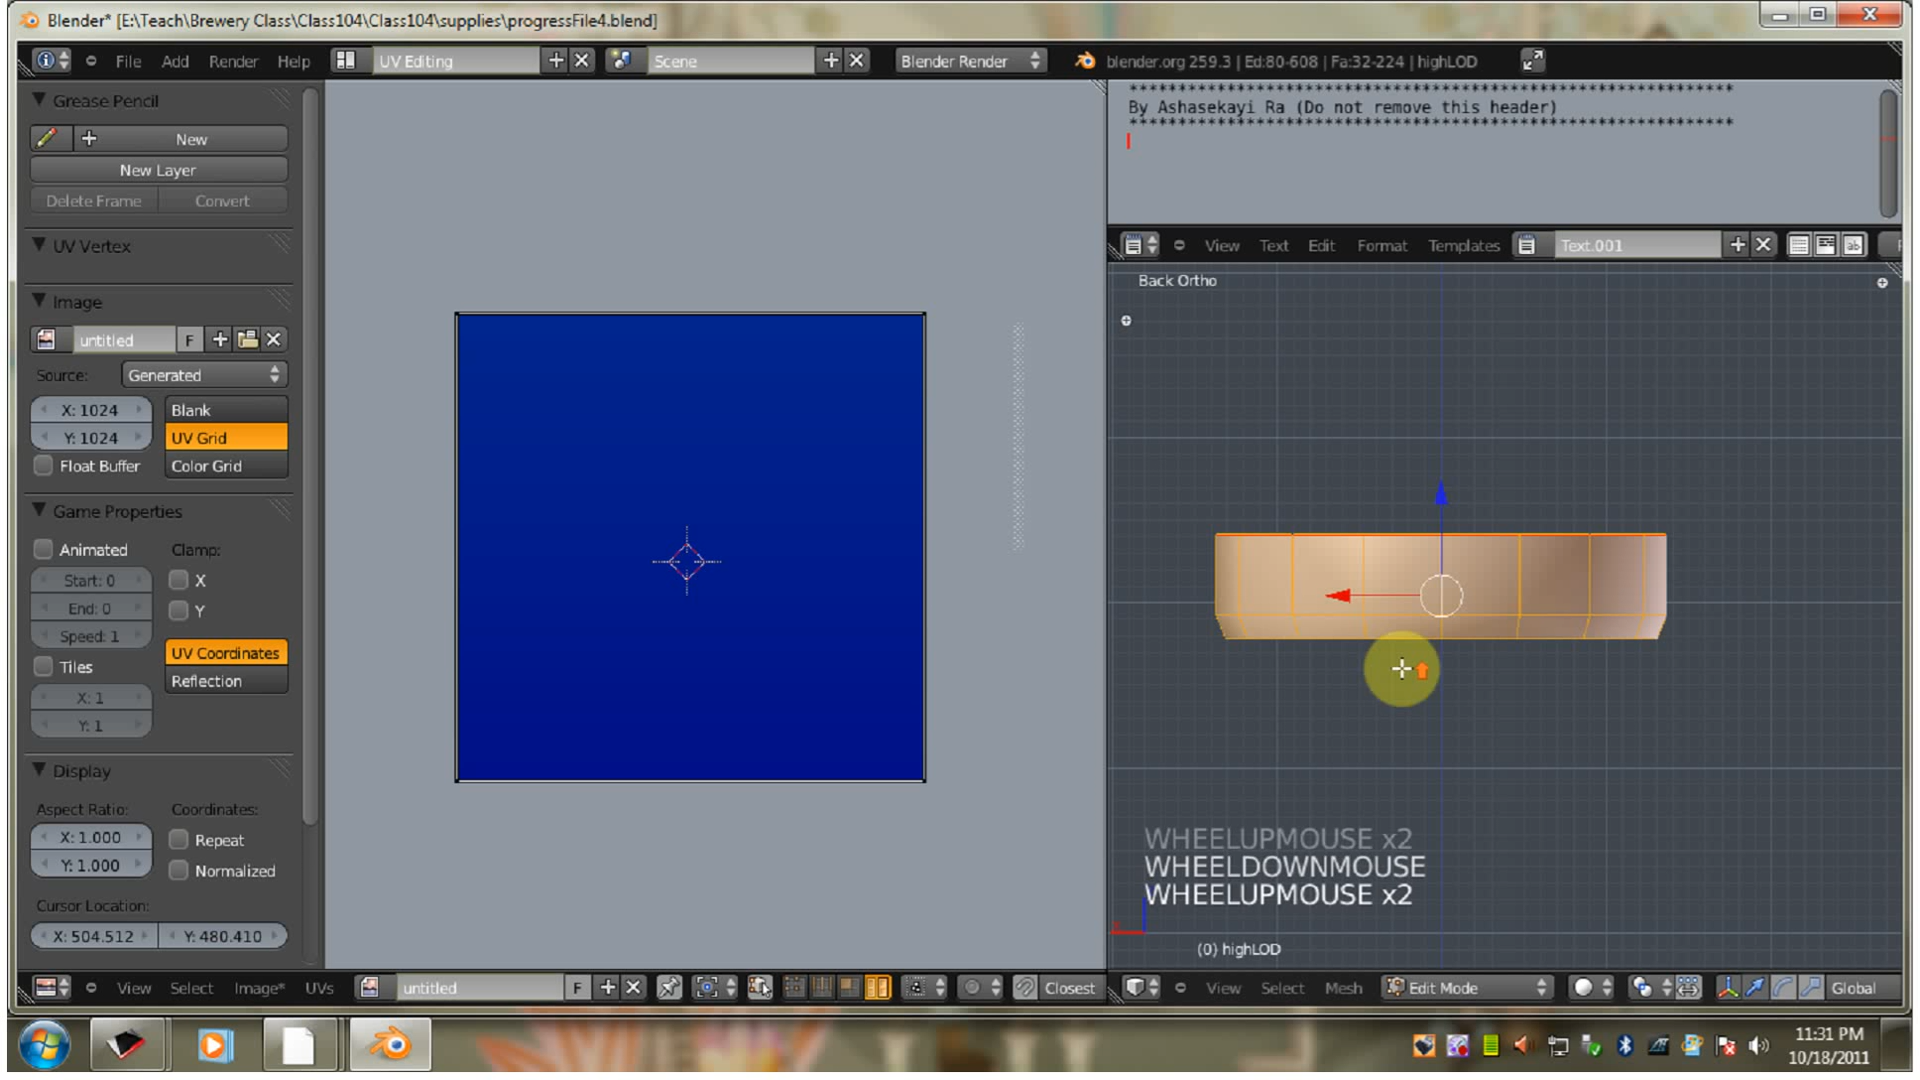 Blender* [E:\Teach\Brewery Class\Class104\Class104\supplies\progressFile4.blend]
File Add Render Help UV Editing Scene Blender Render blender.org 259.3 | Ed:80-608 | Fa:32-224 | highLOD
Grease Pencil
New
New Layer
Delete Frame Convert
UV Vertex
Image
untitled F
Source: Generated
X: 1024 Blank
Y: 1024 UV Grid
Float Buffer Color Grid
Game Properties
Animated Clamp:
Start: 0 X
End: 0 Y
Speed: 1
UV Coordinates
Tiles Reflection
X: 1
Y: 1
Display
Aspect Ratio: Coordinates:
X: 1.000 Repeat
Y: 1.000 Normalized
Cursor Location:
X: 504.512 Y: 480.410
View Select Image* UVs untitled F Closest
*****************************************************************
By Ashasekayi Ra (Do not remove this header)
*****************************************************************
View Text Edit Format Templates Text.001
Back Ortho
WHEELUPMOUSE x2
WHEELDOWNMOUSE
WHEELUPMOUSE x2
(0) highLOD
View Select Mesh Edit Mode Global
11:31 PM
10/18/2011